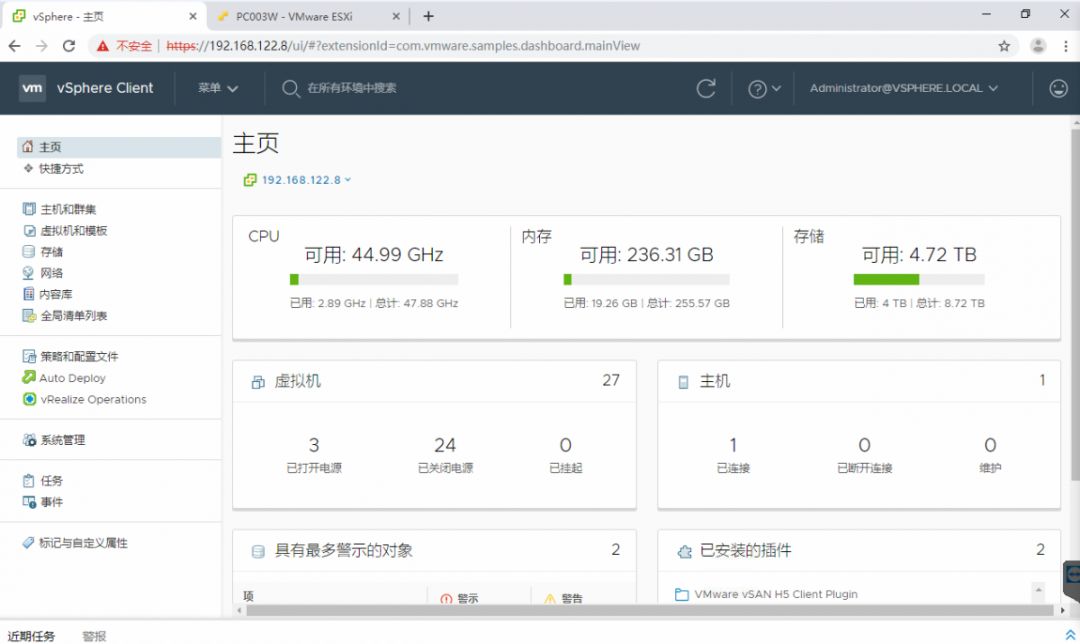 vSphere - 主页
PC003W - VMware ESXi
不安全 | https://192.168.122.8/ui/#?extensionId=com.vmware.samples.dashboard.mainView
vm vSphere Client 菜单 在所有环境中搜索 Administrator@VSPHERE.LOCAL
主页
快捷方式
主机和群集
虚拟机和模板
存储
网络
内容库
全局清单列表
策略和配置文件
Auto Deploy
vRealize Operations
系统管理
任务
事件
标记与自定义属性
主页
192.168.122.8
CPU
可用: 44.99 GHz
已用: 2.89 GHz | 总计: 47.88 GHz
内存
可用: 236.31 GB
已用: 19.26 GB | 总计: 255.57 GB
存储
可用: 4.72 TB
已用: 4 TB | 总计: 8.72 TB
虚拟机 27
3 24 0
已打开电源 已关闭电源 已挂起
主机 1
1 0 0
已连接 已断开连接 维护
具有最多警示的对象 2
项 警示 警告
已安装的插件 2
VMware vSAN H5 Client Plugin
近期任务 警报